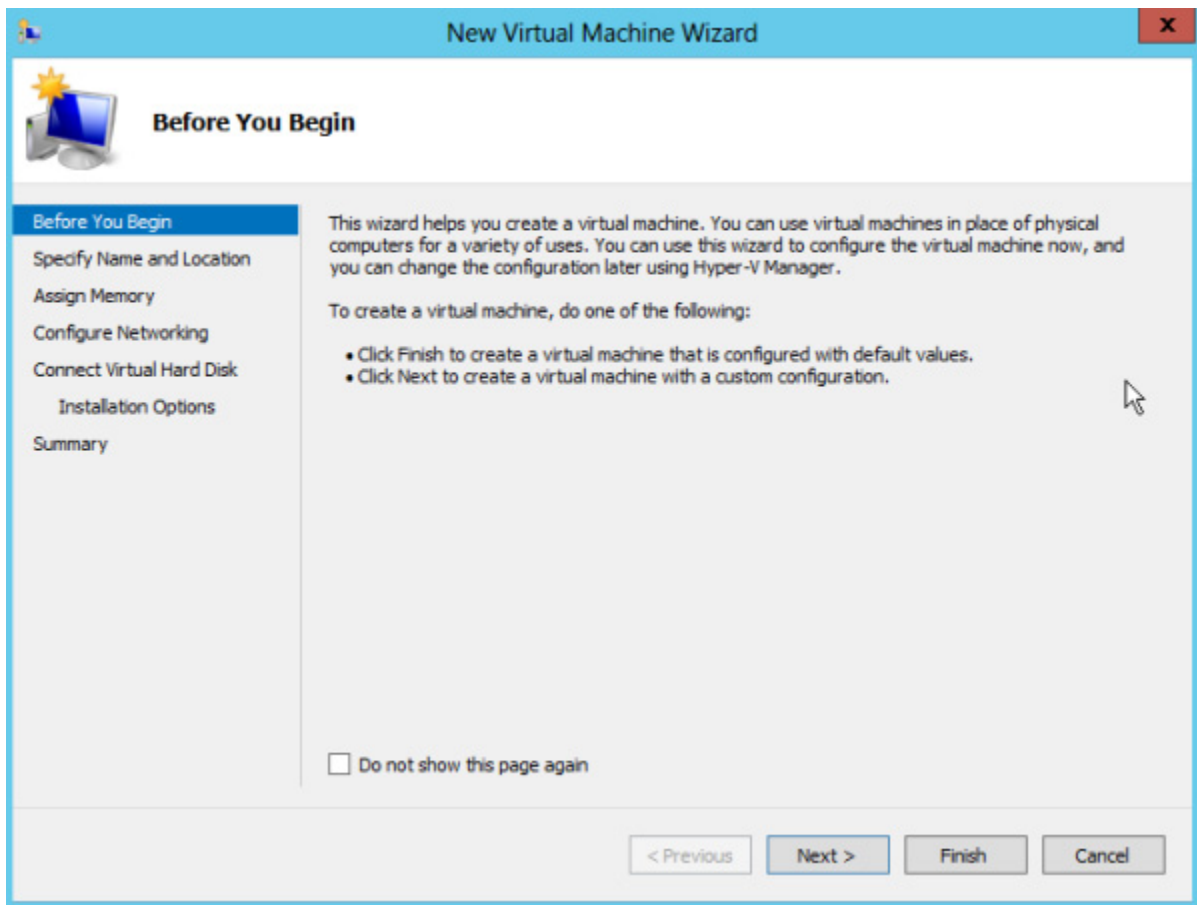 New Virtual Machine Wizard
x
Before You Begin
Before You Begin
Specify Name and Location
Assign Memory
Configure Networking
Connect Virtual Hard Disk
Installation Options
Summary
This wizard helps you create a virtual machine. You can use virtual machines in place of physical
computers for a variety of uses. You can use this wizard to configure the virtual machine now, and
you can change the configuration later using Hyper-V Manager.
To create a virtual machine, do one of the following:
• Click Finish to create a virtual machine that is configured with default values.
• Click Next to create a virtual machine with a custom configuration.
Do not show this page again
< Previous Next > Finish Cancel